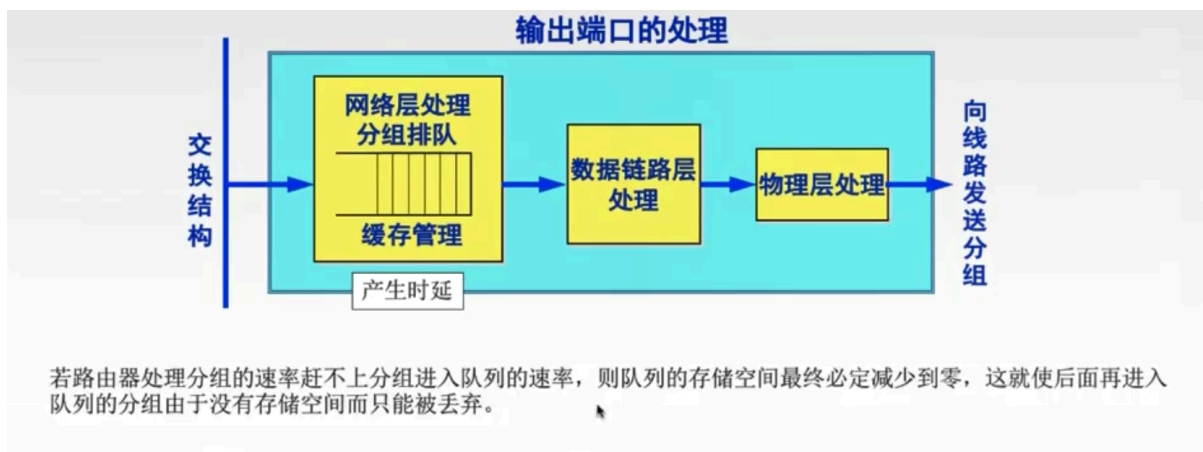 输出端口的处理
交换结构
网络层处理
分组排队
缓存管理
产生时延
数据链路层
处理
物理层处理
向线路发送分组
若路由器处理分组的速率赶不上分组进入队列的速率，则队列的存储空间最终必定减少到零，这就使后面再进入
队列的分组由于没有存储空间而只能被丢弃。